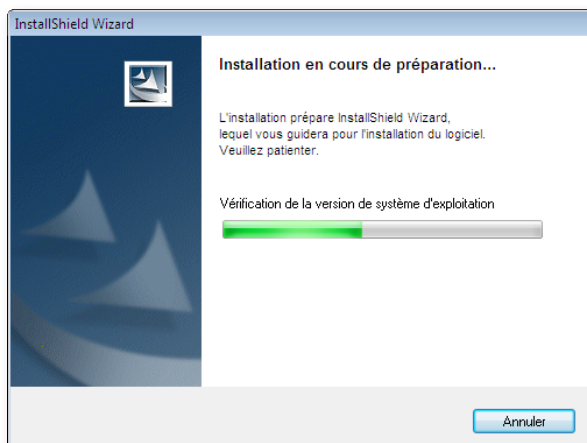 InstallShield Wizard
Installation en cours de préparation...
L'installation prépare InstallShield Wizard,
lequel vous guidera pour l'installation du logiciel.
Veuillez patienter.
Vérification de la version de système d'exploitation
Annuler